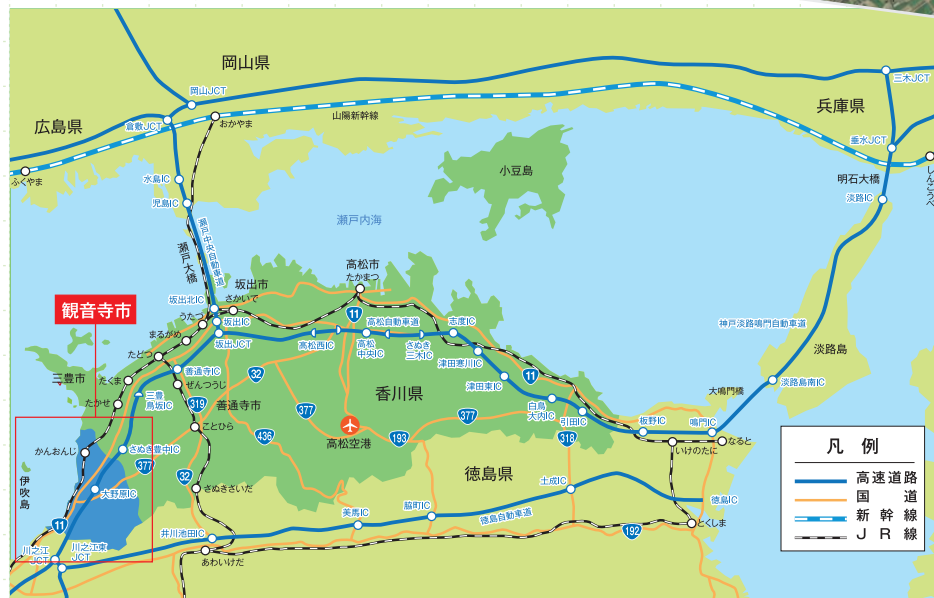 岡山県
三木JCT
岡山JCT
兵庫県
広島県
倉敷JCT
おかやま
山陽新幹線
垂水JCT
ふくやま
しんこうべ
小豆島
明石大橋
水島IC
淡路IC
児島IC
瀬戸内海
瀬戸中央自動車道
瀬戸大橋
高松市
たかまつ
坂出市
さかいで
坂出北IC
観音寺市
うたづ
坂出IC
11
高松自動車道
志度IC
神戸淡路鳴門自動車道
まるがめ
坂出JCT
高松西IC
高松
中央IC
さぬき
三木IC
淡路島
たどつ
善通寺IC
津田寒川IC
三豊市
たくま
ぜんつうじ
32
11
津田東IC
淡路島南IC
香川県
大鳴門橋
三豊
鳥坂IC
たかせ
319
善通寺市
377
白鳥
大内IC
377
引田IC
ことひら
高松空港
193
436
318
板野IC
鳴門IC
なると
いけのたに
かんおんじ
さぬき豊中IC
377
32
徳島県
伊吹島
さぬきさいだ
大野原IC
土成IC
徳島IC
脇町IC
美馬IC
徳島自動車道
とくしま
11
井川池田IC
192
川之江
JCT
川之江東
JCT
あわいけだ
凡例
高速道路
国道
新幹線
JR線